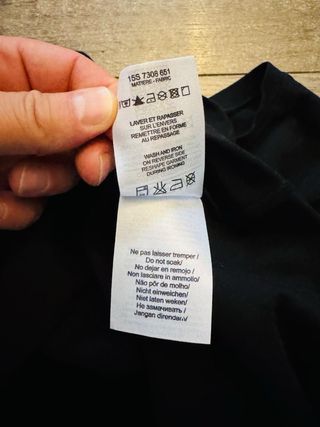 15S 7308 651
MATIERE - FABRIC
LAVER ET RAPASSER
SUR L'ENVERS
REMETTRE EN FORME
AU REPASSAGE
WASH AND IRON
ON REVERSE SIDE
RESHAPE GARMENT
DURING IRONING
Ne pas laisser tremper /
Do not soak/
No dejar en remojo /
Non lasciare in ammollo/
Não pôr de molho/
Nicht einweichen/
Niet laten weken/
Не замачивать /
Jangan direndam/